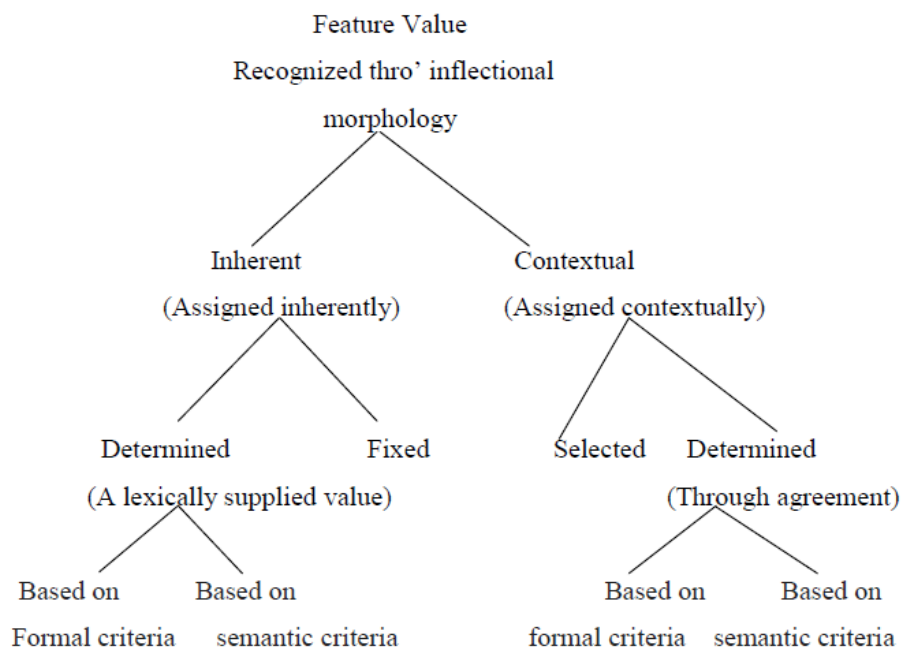 Feature Value
Recognized thro’ inflectional
morphology
Inherent Contextual
(Assigned inherently) (Assigned contextually)
Determined Fixed Selected Determined
(A lexically supplied value) (Through agreement)
Based on Based on Based on Based on
Formal criteria semantic criteria formal criteria semantic criteria